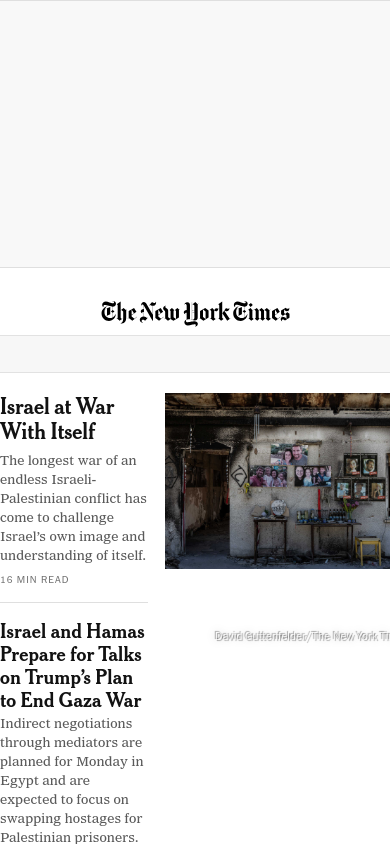 The New York Times
Israel at War
With Itself
The longest war of an
endless Israeli-
Palestinian conflict has
come to challenge
Israel’s own image and
understanding of itself.
16 MIN READ
David Guttenfelder/The New York
Israel and Hamas
Prepare for Talks
on Trump’s Plan
to End Gaza War
Indirect negotiations
through mediators are
planned for Monday in
Egypt and are
expected to focus on
swapping hostages for
Palestinian prisoners.